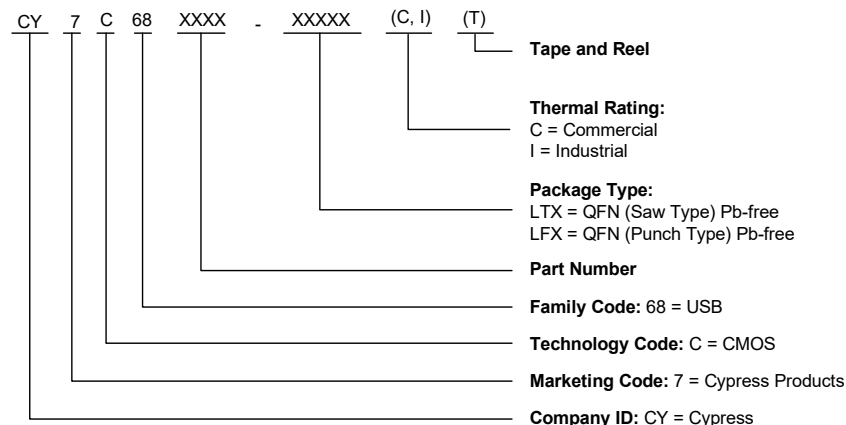 CY 7 C 68 XXXX - XXXXX (C, I) (T)
Tape and Reel
Thermal Rating:
C = Commercial
I = Industrial
Package Type:
LTX = QFN (Saw Type) Pb-free
LFX = QFN (Punch Type) Pb-free
Part Number
Family Code: 68 = USB
Technology Code: C = CMOS
Marketing Code: 7 = Cypress Products
Company ID: CY = Cypress